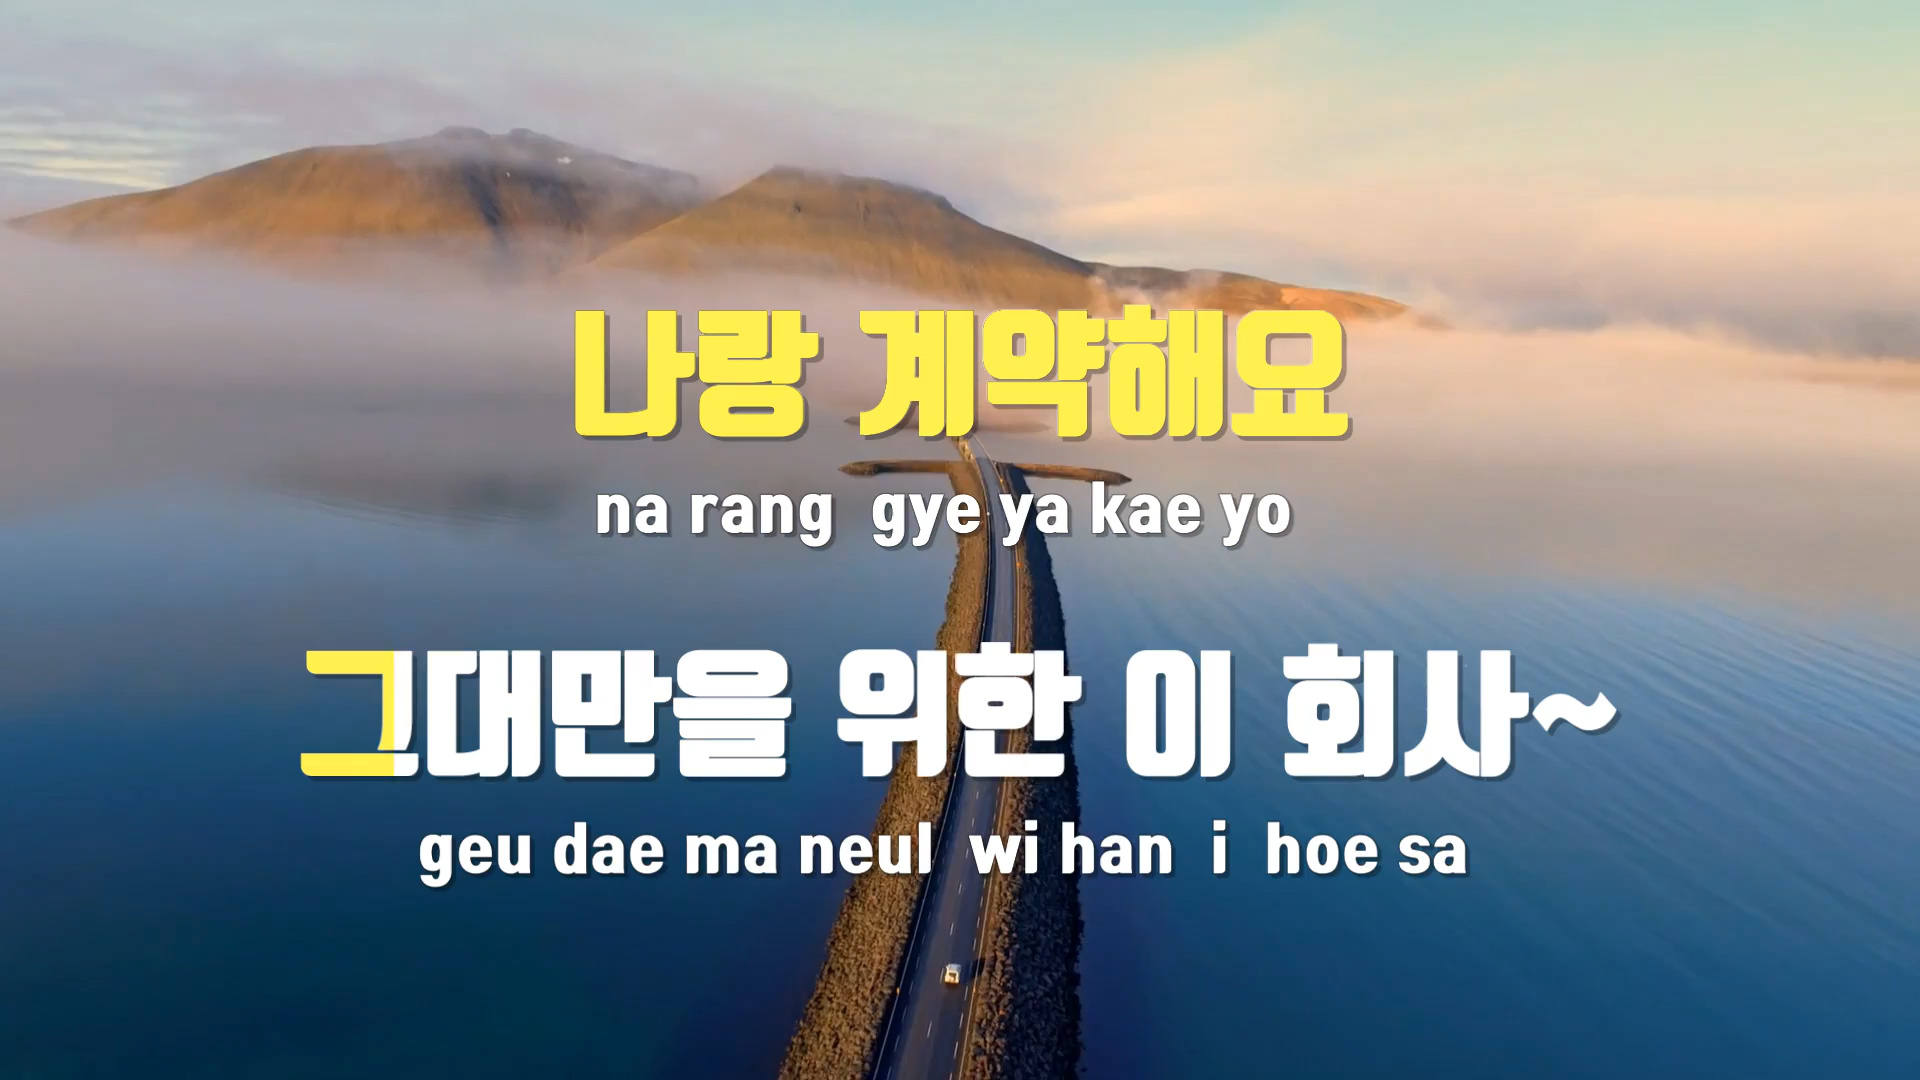 나랑 계약해요
na rang gye ya kae yo
그대만을 위한 이 회사~
geu dae ma neul wi han i hoe sa